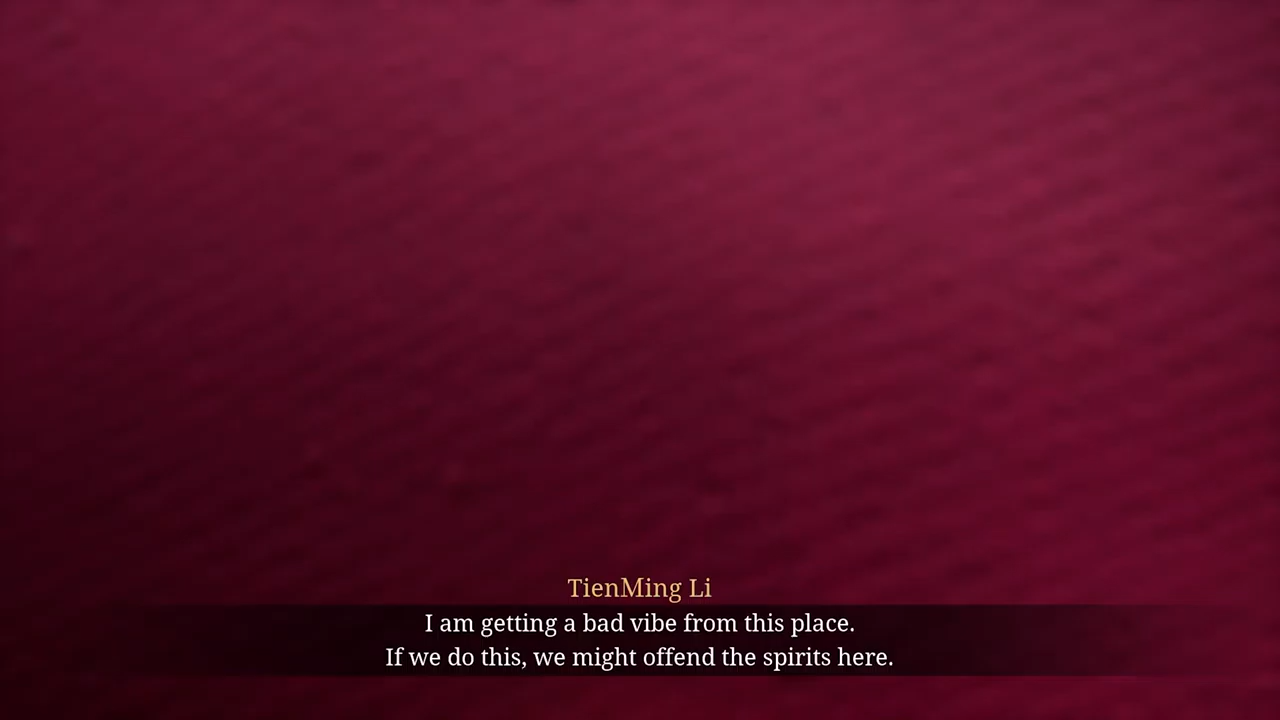 TienMing Li
I am getting a bad vibe from this place.
If we do this, we might offend the spirits here.